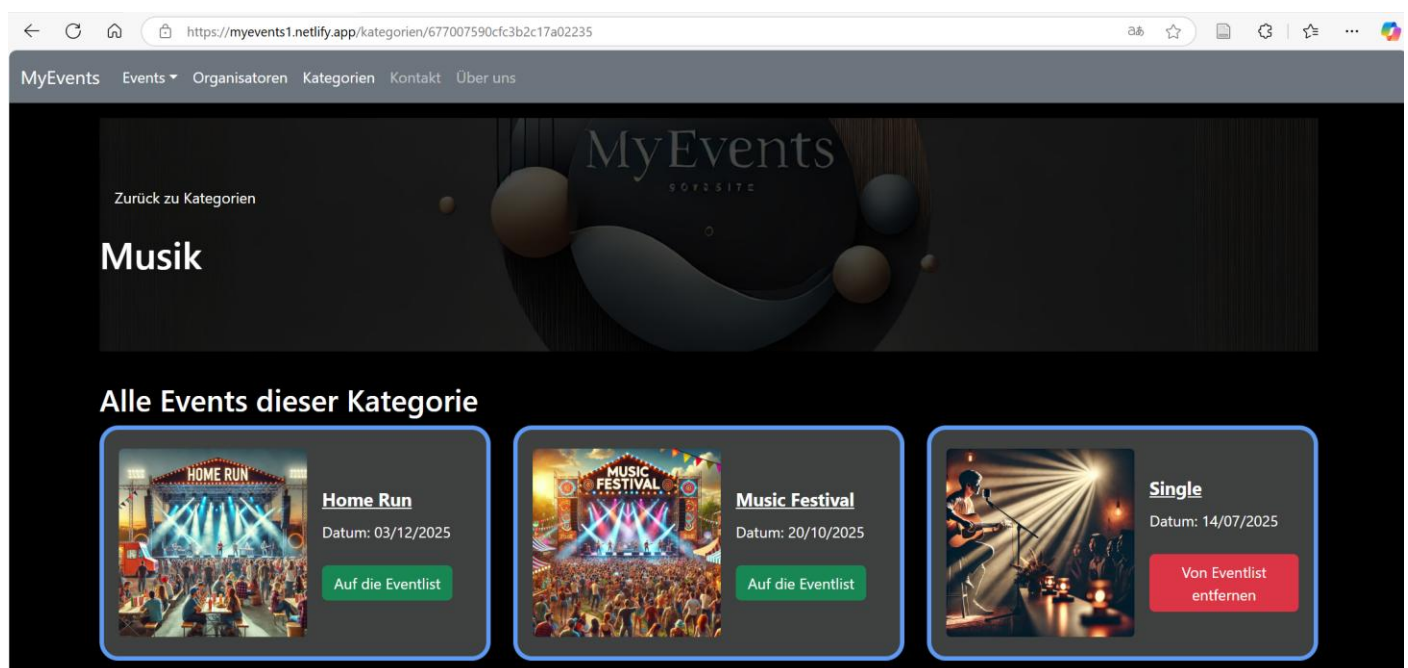 https://myevents1.netlify.app/kategorien/677007590cfc3b2c17a02235
MyEvents Events Organisatoren Kategorien Kontakt Über uns
MyEvents
Zurück zu Kategorien
Musik
Alle Events dieser Kategorie
HOME RUN
Home Run
Datum: 03/12/2025
Auf die Eventlist
MUSIC
FESTIVAL
Music Festival
Datum: 20/10/2025
Auf die Eventlist
Single
Datum: 14/07/2025
Von Eventlist
entfernen